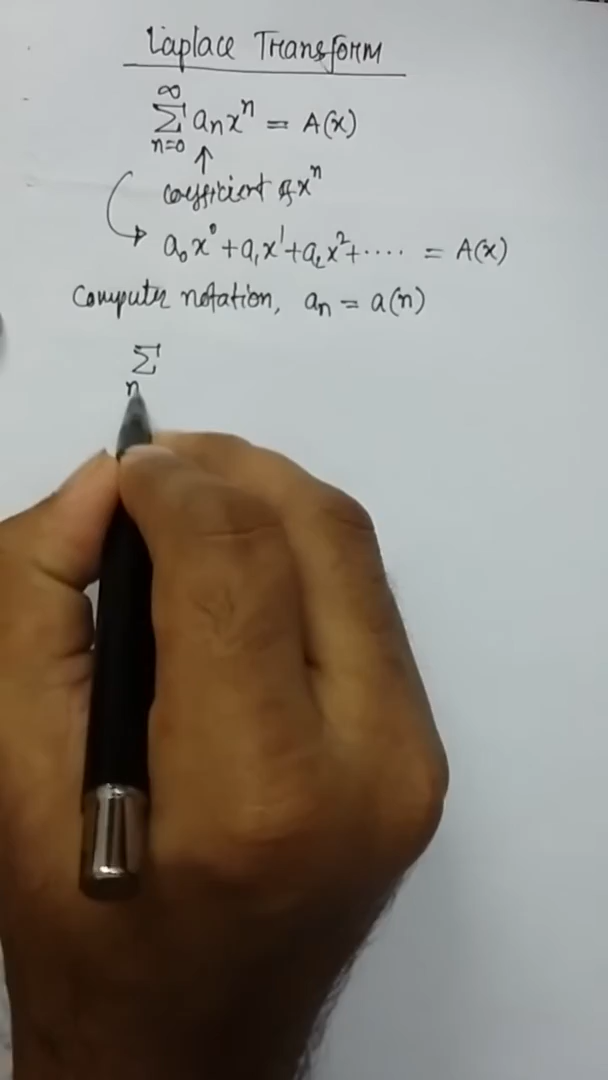 Laplace Transform
∞
∑ aₙxⁿ = A(x)
n=0 ↑
coefficient of xⁿ
a₀x⁰ + a₁x¹ + a₂x² + ···· = A(x)
Computer notation, aₙ = a(n)
∑
n